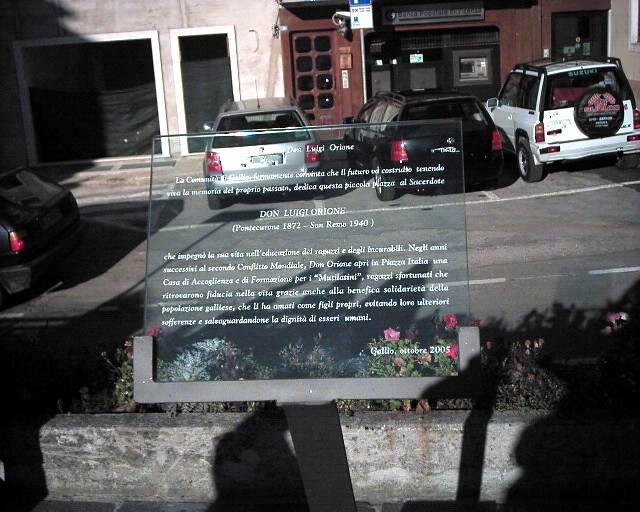 SUZUKI
Don Luigi Orione
La Comunità di Gallio, fermamente convinta che il futuro va costruito tenendo
viva la memoria del proprio passato, dedica questa piccola Piazza al Sacerdote
DON LUIGI ORIONE
(Pontecurone 1872 - San Remo 1940 )
che impegnò la sua vita nell'educazione dei ragazzi e degli incurabili. Negli anni
successivi al secondo Conflitto Mondiale, Don Orione aprì in Piazza Italia una
Casa di Accoglienza e di Formazione per i "Mutilatini", ragazzi sfortunati che
ritrovarono fiducia nella vita grazie anche alla benefica solidarietà della
popolazione galliese, che li ha amati come figli propri, evitando loro ulteriori
sofferenze e salvaguardandone la dignità di esseri umani.
Gallio, ottobre 2005